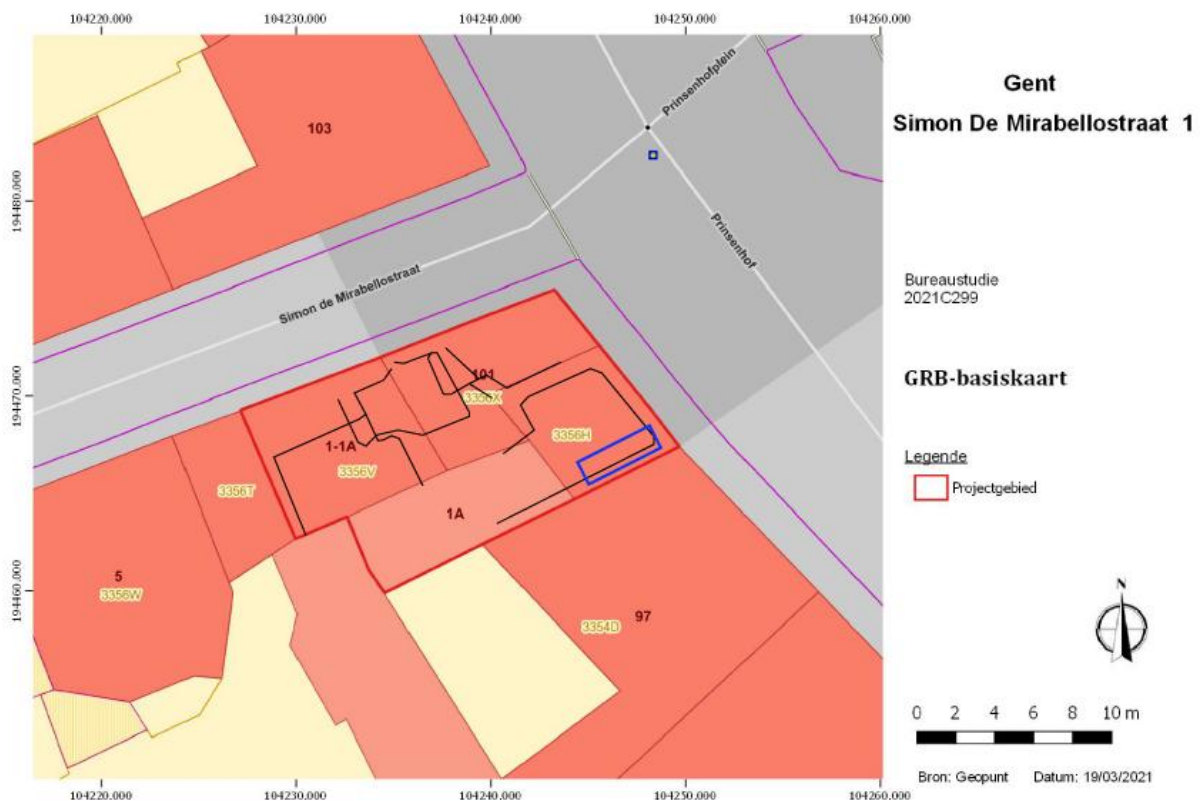 104220.000
104230.000
104240.000
104250.000
104260.000
Gent
Simon De Mirabellostraat 1
Prinsenhofplein
103
194480.000
Prinsenhof
Simon de Mirabellostraat
Bureaustudie
2021C299
GRB-basiskaart
194470.000
101
3356X
3356H
1-1A
3356V
3356T
Legende
Projectgebied
1A
5
3356W
194460.000
97
3354D
N
0 2 4 6 8 10 m
Bron: Geopunt Datum: 19/03/2021
104220.000
104230.000
104240.000
104250.000
104260.000